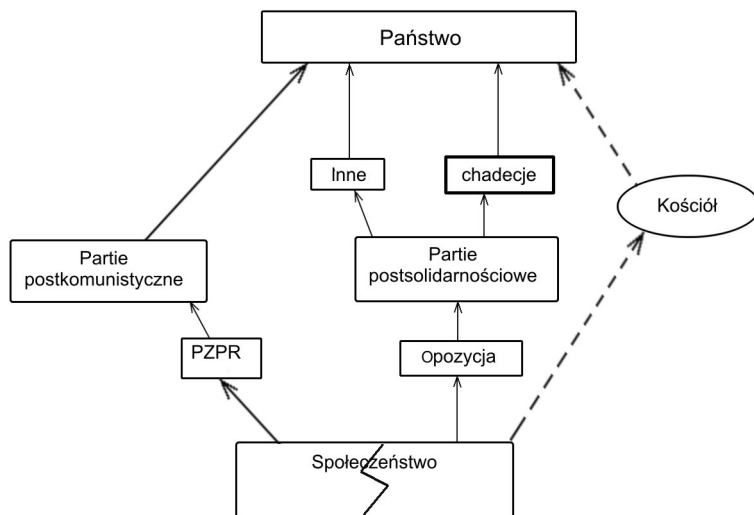 Państwo
Inne
chadecje
Kościół
Partie
postkomunistyczne
Partie
postsolidarnościowe
PZPR
Opozycja
Społeczeństwo